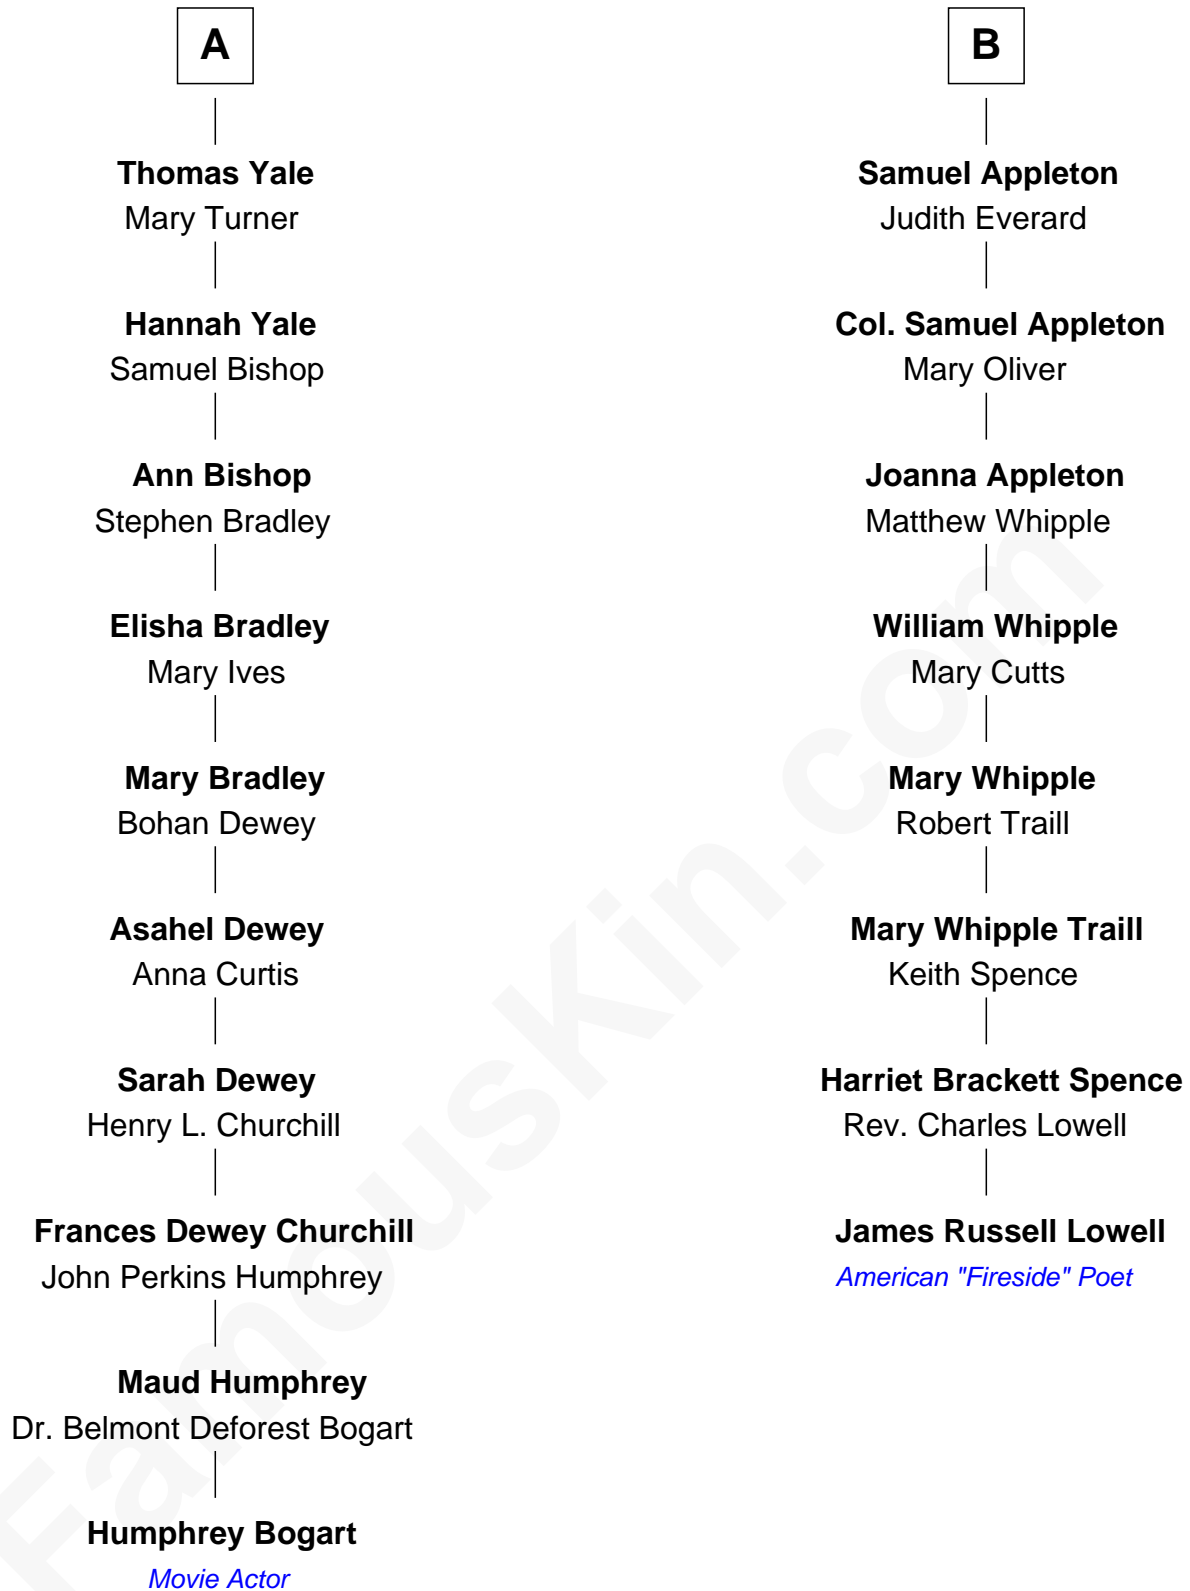 A
Thomas Yale
Mary Turner
Hannah Yale
Samuel Bishop
Ann Bishop
Stephen Bradley
Elisha Bradley
Mary Ives
Mary Bradley
Bohan Dewey
Asahel Dewey
Anna Curtis
Sarah Dewey
Henry L. Churchill
Frances Dewey Churchill
John Perkins Humphrey
Maud Humphrey
Dr. Belmont Deforest Bogart
Humphrey Bogart
Movie Actor
B
Samuel Appleton
Judith Everard
Col. Samuel Appleton
Mary Oliver
Joanna Appleton
Matthew Whipple
William Whipple
Mary Cutts
Mary Whipple
Robert Traill
Mary Whipple Traill
Keith Spence
Harriet Brackett Spence
Rev. Charles Lowell
James Russell Lowell
American "Fireside" Poet
FamousKin.com